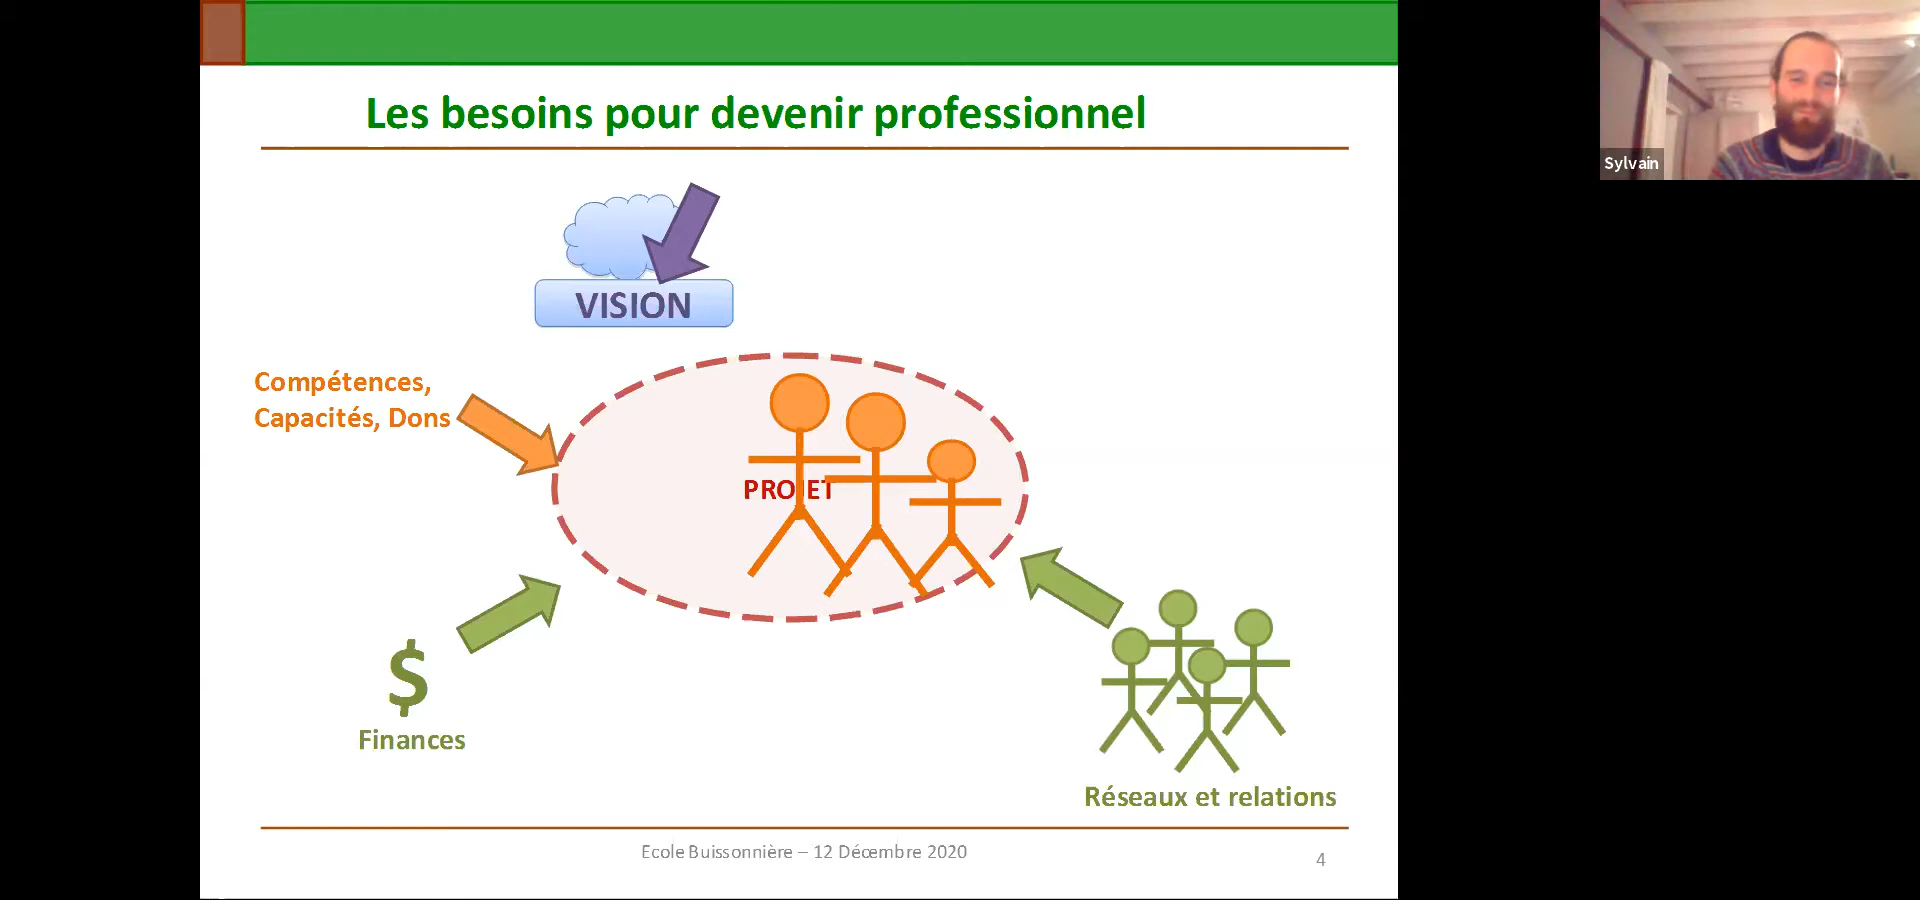 Les besoins pour devenir professionnel
Sylvain
VISION
Compétences,
Capacités, Dons
PROJET
$
Finances
Réseaux et relations
Ecole Buissonnière – 12 Décembre 2020
4